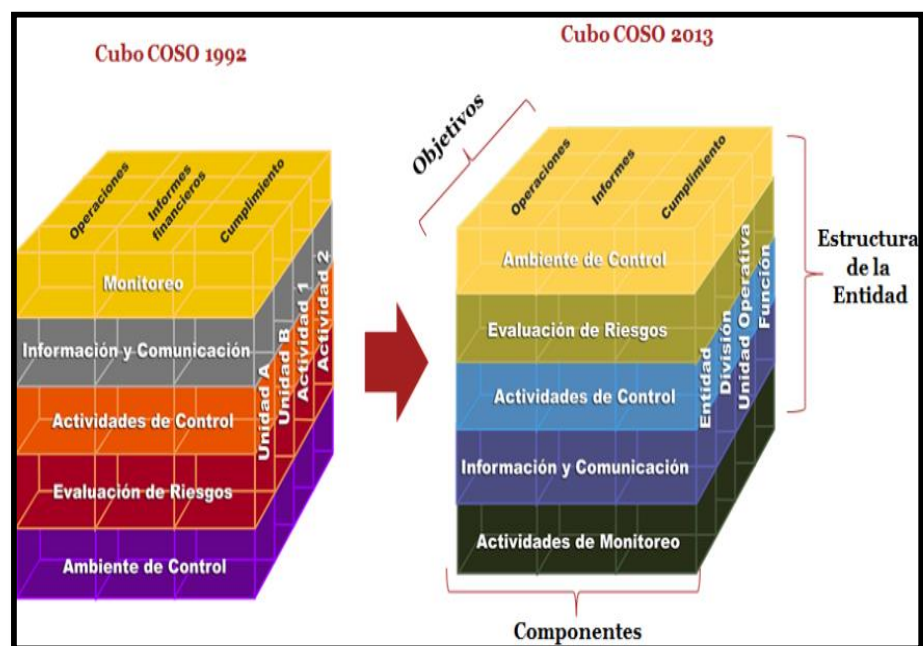 Cubo COSO 1992
Operaciones
Informes
financieros
Cumplimiento
Monitoreo
Información y Comunicación
Actividades de Control
Evaluación de Riesgos
Ambiente de Control
Unidad A
Unidad B
Actividad 1
Actividad 2
Cubo COSO 2013
Objetivos
Operaciones
Informes
Cumplimiento
Ambiente de Control
Evaluación de Riesgos
Actividades de Control
Información y Comunicación
Actividades de Monitoreo
Entidad
División
Unidad Operativa
Función
Estructura
de la
Entidad
Componentes